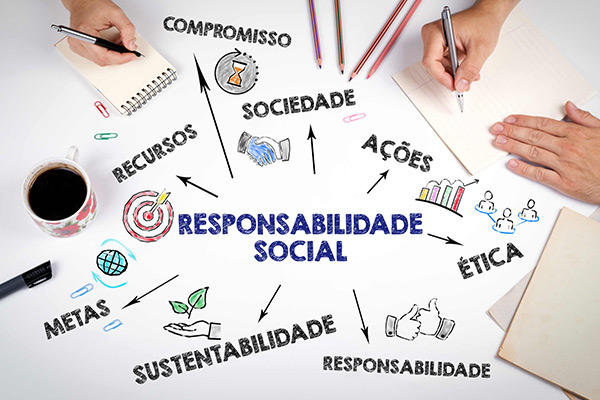 COMPROMISSO
SOCIEDADE
RECURSOS
AÇÕES
RESPONSABILIDADE
SOCIAL
ÉTICA
METAS
SUSTENTABILIDADE
RESPONSABILIDADE